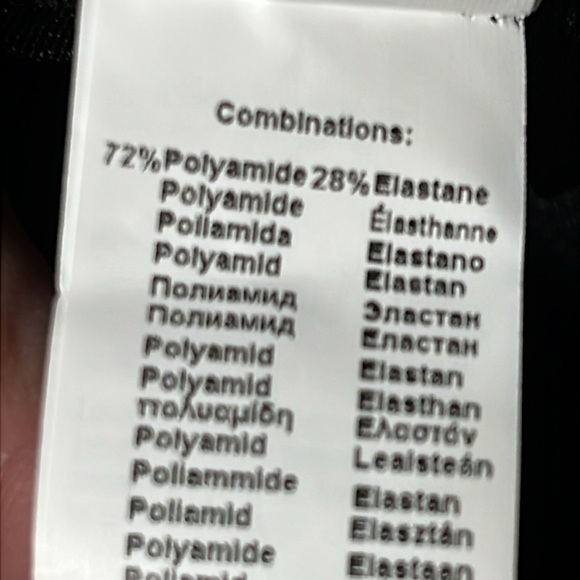 Combinations:
72%Polyamide 28%Elastane
Polyamide Élasthanne
Poliamida Elastano
Polyamid Elastan
Полиамид Эластан
Полиамид Еластан
Polyamid Elastan
Polyamid Elasthan
πολυαμίδη Ελαστάν
Polyamid Lealsteán
Poliammide Elastan
Poliamid Elasztán
Polyamide Elastaan
Poliamid